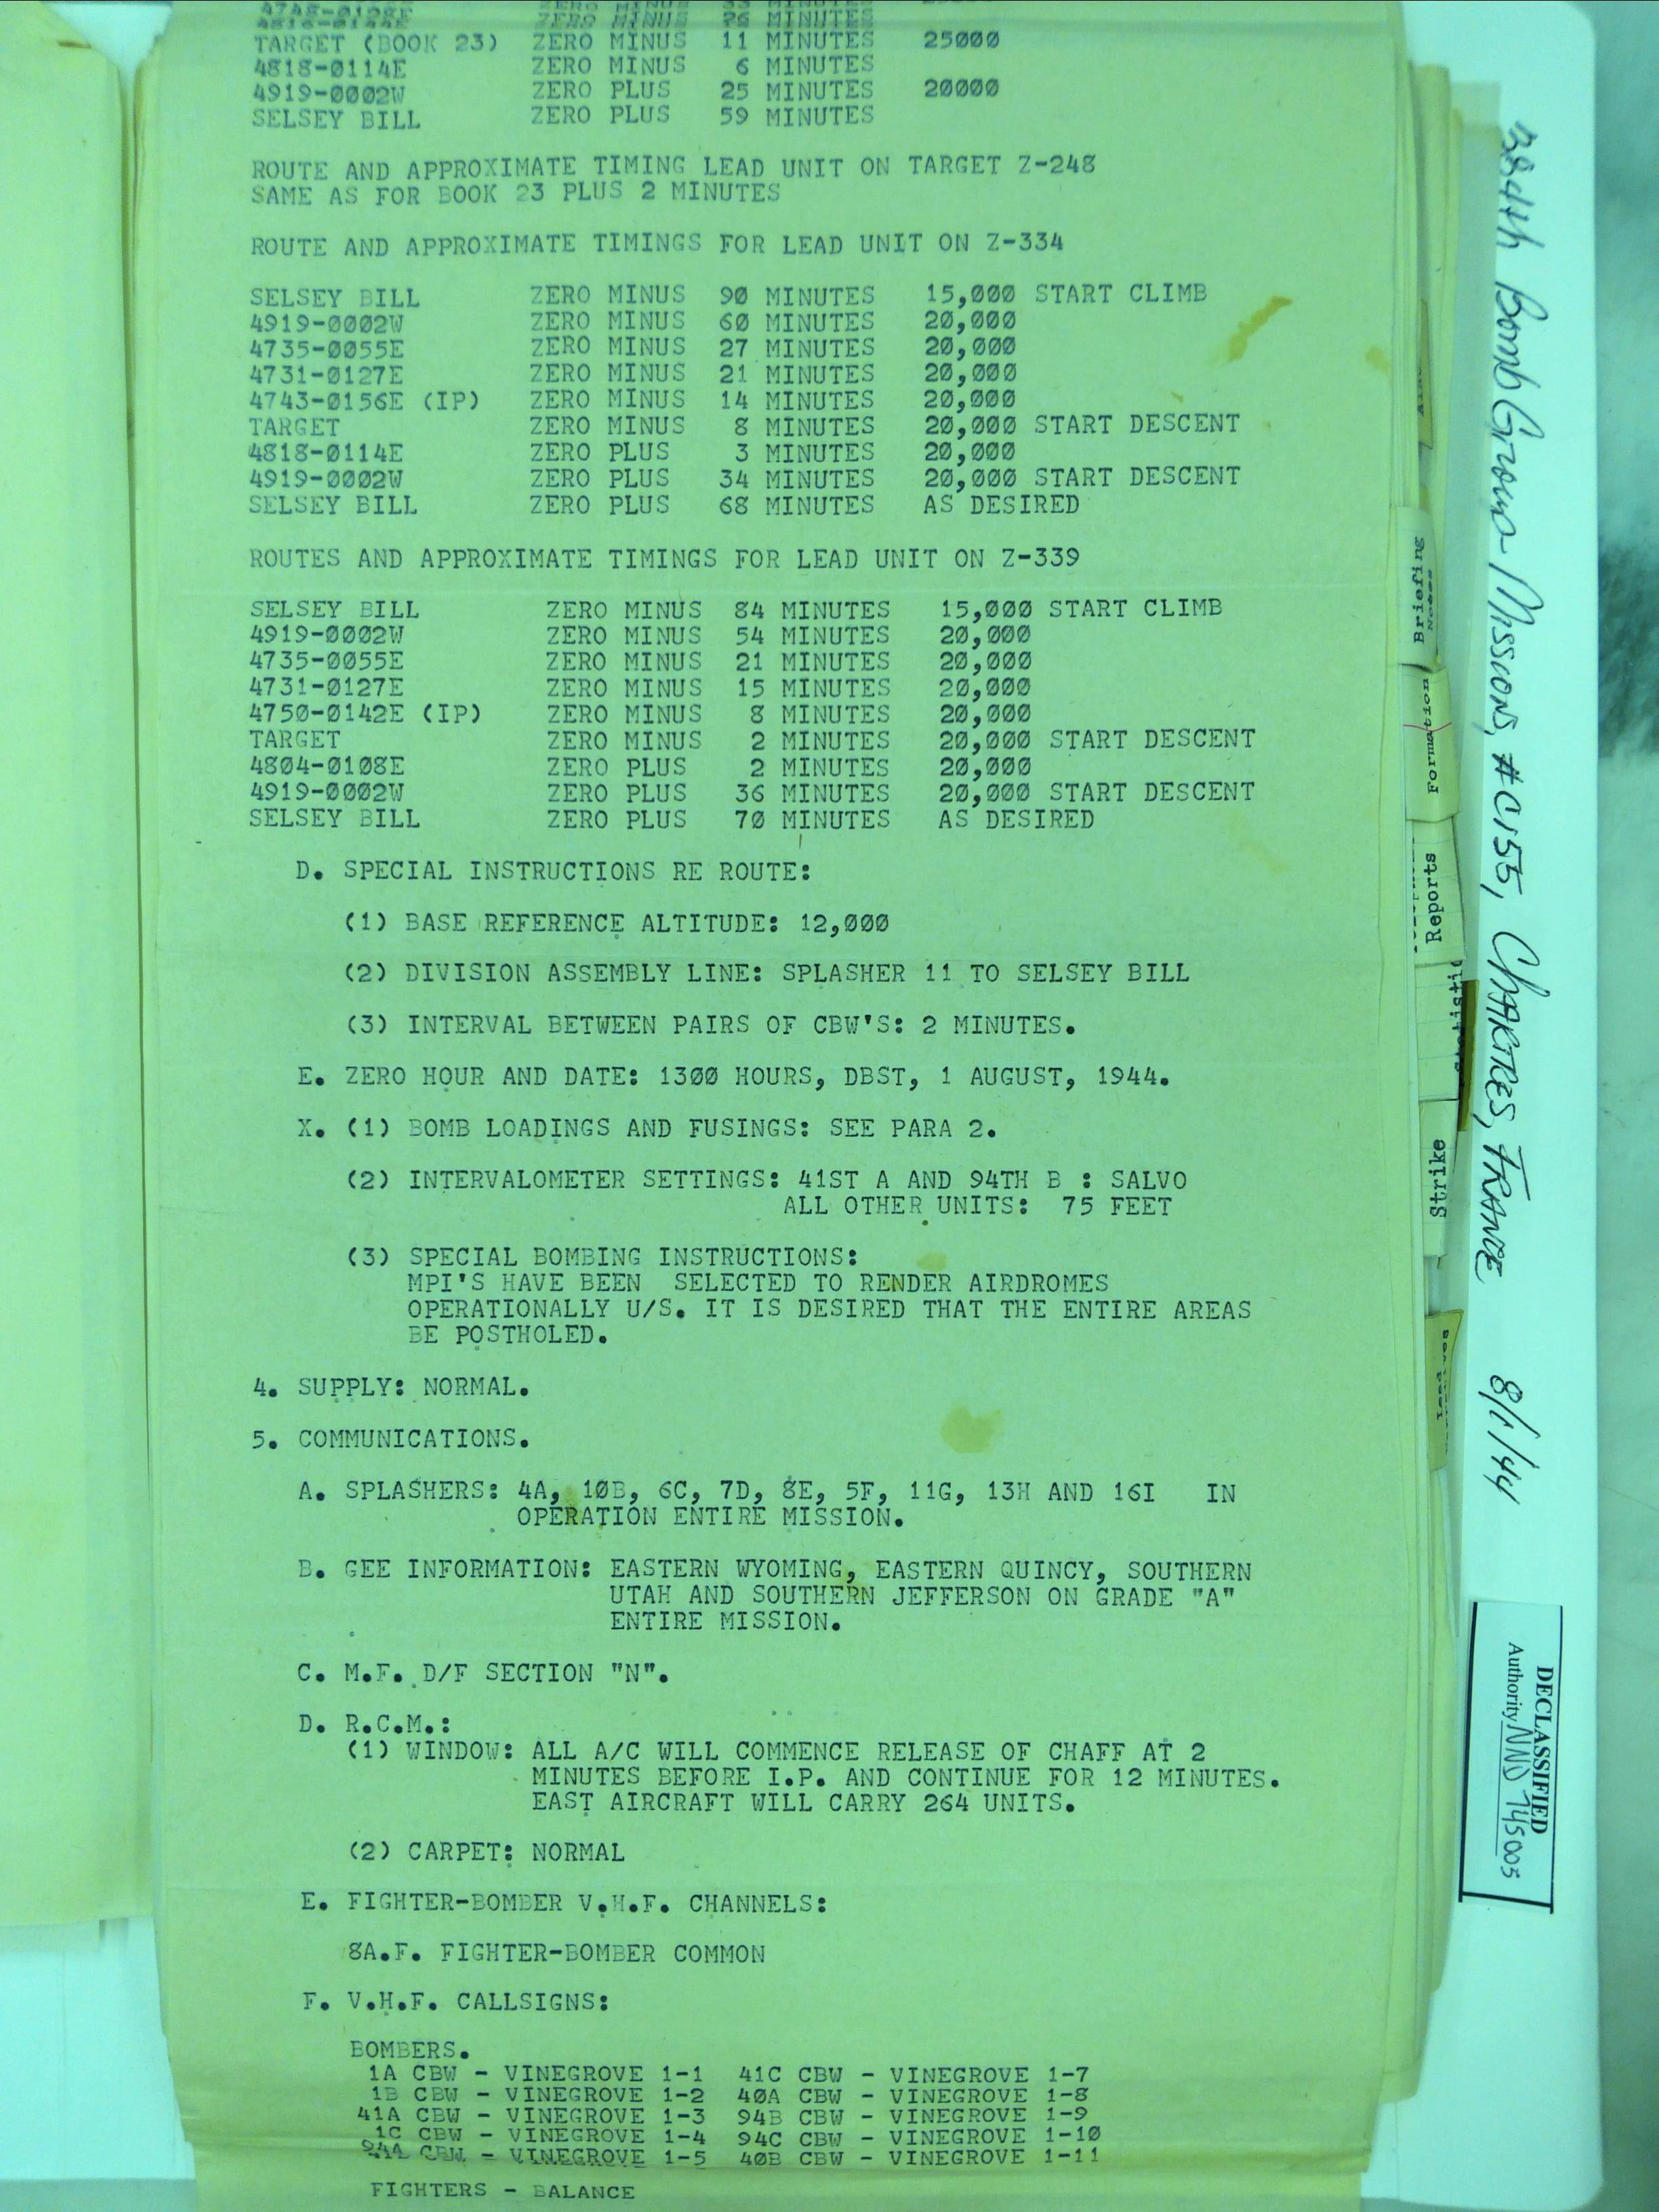 ZERO MINUS 26 MINUTES
TARGET (BOOK 23) ZERO MINUS 11 MINUTES 25000
4818-0114E ZERO MINUS 6 MINUTES
4919-0002W ZERO PLUS 25 MINUTES 20000
SELSEY BILL ZERO PLUS 59 MINUTES
ROUTE AND APPROXIMATE TIMING LEAD UNIT ON TARGET Z-248
SAME AS FOR BOOK 23 PLUS 2 MINUTES
ROUTE AND APPROXIMATE TIMINGS FOR LEAD UNIT ON Z-334
SELSEY BILL ZERO MINUS 90 MINUTES 15,000 START CLIMB
4919-0002W ZERO MINUS 60 MINUTES 20,000
4735-0055E ZERO MINUS 27 MINUTES 20,000
4731-0127E ZERO MINUS 21 MINUTES 20,000
4743-0156E (IP) ZERO MINUS 14 MINUTES 20,000
TARGET ZERO MINUS 8 MINUTES 20,000 START DESCENT
4818-0114E ZERO PLUS 3 MINUTES 20,000
4919-0002W ZERO PLUS 34 MINUTES 20,000 START DESCENT
SELSEY BILL ZERO PLUS 68 MINUTES AS DESIRED
ROUTES AND APPROXIMATE TIMINGS FOR LEAD UNIT ON Z-339
SELSEY BILL ZERO MINUS 84 MINUTES 15,000 START CLIMB
4919-0002W ZERO MINUS 54 MINUTES 20,000
4735-0055E ZERO MINUS 21 MINUTES 20,000
4731-0127E ZERO MINUS 15 MINUTES 20,000
4750-0142E (IP) ZERO MINUS 8 MINUTES 20,000
TARGET ZERO MINUS 2 MINUTES 20,000 START DESCENT
4804-0108E ZERO PLUS 2 MINUTES 20,000
4919-0002W ZERO PLUS 36 MINUTES 20,000 START DESCENT
SELSEY BILL ZERO PLUS 70 MINUTES AS DESIRED
D. SPECIAL INSTRUCTIONS RE ROUTE:
(1) BASE REFERENCE ALTITUDE: 12,000
(2) DIVISION ASSEMBLY LINE: SPLASHER 11 TO SELSEY BILL
(3) INTERVAL BETWEEN PAIRS OF CBW'S: 2 MINUTES.
E. ZERO HOUR AND DATE: 1300 HOURS, DBST, 1 AUGUST, 1944.
X. (1) BOMB LOADINGS AND FUSINGS: SEE PARA 2.
(2) INTERVALOMETER SETTINGS: 41ST A AND 94TH B : SALVO
ALL OTHER UNITS: 75 FEET
(3) SPECIAL BOMBING INSTRUCTIONS:
MPI'S HAVE BEEN SELECTED TO RENDER AIRDROMES
OPERATIONALLY U/S. IT IS DESIRED THAT THE ENTIRE AREAS
BE POSTHOLED.
4. SUPPLY: NORMAL.
5. COMMUNICATIONS.
A. SPLASHERS: 4A, 10B, 6C, 7D, 8E, 5F, 11G, 13H AND 16I IN
OPERATION ENTIRE MISSION.
B. GEE INFORMATION: EASTERN WYOMING, EASTERN QUINCY, SOUTHERN
UTAH AND SOUTHERN JEFFERSON ON GRADE "A"
ENTIRE MISSION.
C. M.F. D/F SECTION "N".
D. R.C.M.:
(1) WINDOW: ALL A/C WILL COMMENCE RELEASE OF CHAFF AT 2
MINUTES BEFORE I.P. AND CONTINUE FOR 12 MINUTES.
EAST AIRCRAFT WILL CARRY 264 UNITS.
(2) CARPET: NORMAL
E. FIGHTER-BOMBER V.H.F. CHANNELS:
8A.F. FIGHTER-BOMBER COMMON
F. V.H.F. CALLSIGNS:
BOMBERS.
1A CBW - VINEGROVE 1-1 41C CBW - VINEGROVE 1-7
1B CBW - VINEGROVE 1-2 40A CBW - VINEGROVE 1-8
41A CBW - VINEGROVE 1-3 94B CBW - VINEGROVE 1-9
1C CBW - VINEGROVE 1-4 94C CBW - VINEGROVE 1-10
94A CBW - VINEGROVE 1-5 40B CBW - VINEGROVE 1-11
FIGHTERS - BALANCE
Briefing
Notes
Formation
Reports
Statistic
Strike
Lead
384th Bomb Group Missions, #C155, CHARTRES, FRANCE 8/1/44
DECLASSIFIED
Authority NND 745005